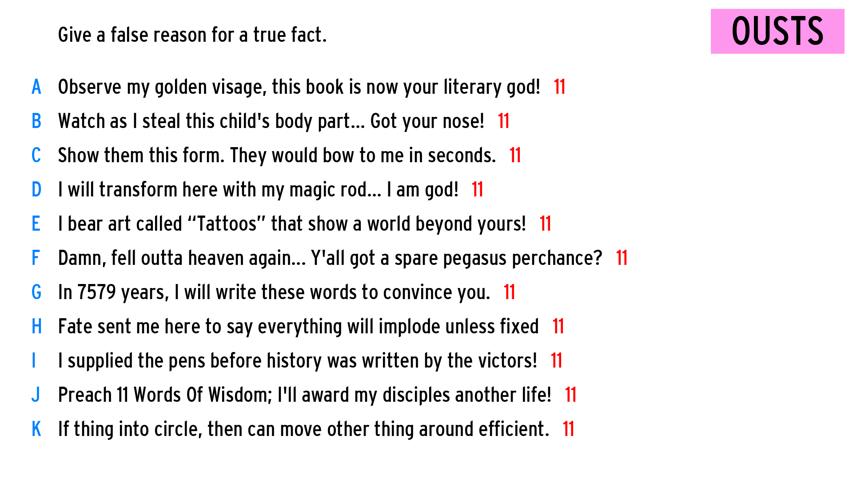 Give a false reason for a true fact.
OUSTS
A Observe my golden visage, this book is now your literary god! 11
B Watch as I steal this child's body part... Got your nose! 11
C Show them this form. They would bow to me in seconds. 11
D I will transform here with my magic rod... I am god! 11
E I bear art called “Tattoos” that show a world beyond yours! 11
F Damn, fell outta heaven again... Y'all got a spare pegasus perchance? 11
G In 7579 years, I will write these words to convince you. 11
H Fate sent me here to say everything will implode unless fixed 11
I I supplied the pens before history was written by the victors! 11
J Preach 11 Words Of Wisdom; I'll award my disciples another life! 11
K If thing into circle, then can move other thing around efficient. 11